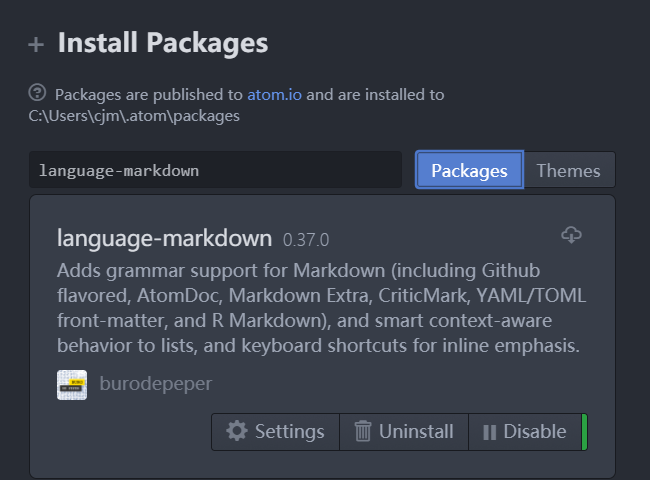 Install Packages
Packages are published to atom.io and are installed to
C:\Users\cjm\.atom\packages
language-markdown
Packages
Themes
language-markdown 0.37.0
Adds grammar support for Markdown (including Github
flavored, AtomDoc, Markdown Extra, CriticMark, YAML/TOML
front-matter, and R Markdown), and smart context-aware
behavior to lists, and keyboard shortcuts for inline emphasis.
burodepeper
Settings
Uninstall
Disable